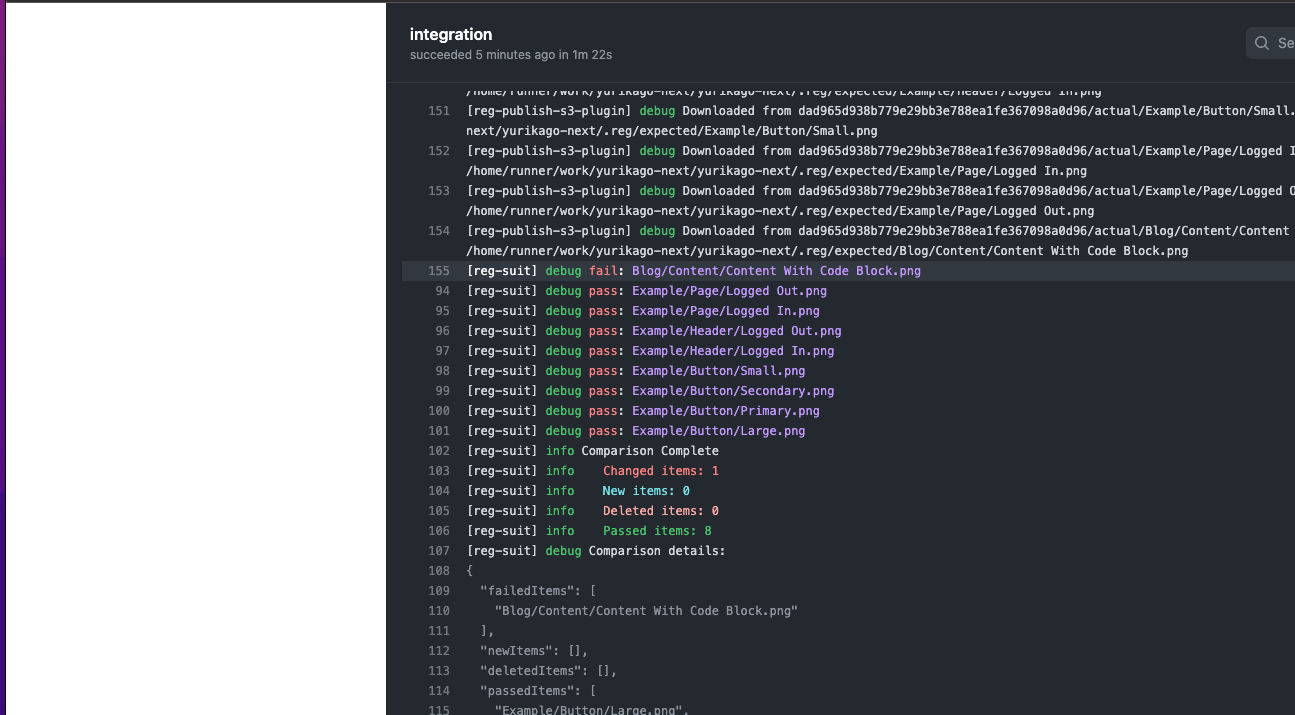 integration
succeeded 5 minutes ago in 1m 22s
Se
/home/runner/work/yurikago-next/yurikago-next/.reg/expected/Example/Header/Logged In.png
151 [reg-publish-s3-plugin] debug Downloaded from dad965d938b779e29bb3e788ea1fe367098a0d96/actual/Example/Button/Small.
next/yurikago-next/.reg/expected/Example/Button/Small.png
152 [reg-publish-s3-plugin] debug Downloaded from dad965d938b779e29bb3e788ea1fe367098a0d96/actual/Example/Page/Logged I
/home/runner/work/yurikago-next/yurikago-next/.reg/expected/Example/Page/Logged In.png
153 [reg-publish-s3-plugin] debug Downloaded from dad965d938b779e29bb3e788ea1fe367098a0d96/actual/Example/Page/Logged O
/home/runner/work/yurikago-next/yurikago-next/.reg/expected/Example/Page/Logged Out.png
154 [reg-publish-s3-plugin] debug Downloaded from dad965d938b779e29bb3e788ea1fe367098a0d96/actual/Blog/Content/Content
/home/runner/work/yurikago-next/yurikago-next/.reg/expected/Blog/Content/Content With Code Block.png
155 [reg-suit] debug fail: Blog/Content/Content With Code Block.png
94 [reg-suit] debug pass: Example/Page/Logged Out.png
95 [reg-suit] debug pass: Example/Page/Logged In.png
96 [reg-suit] debug pass: Example/Header/Logged Out.png
97 [reg-suit] debug pass: Example/Header/Logged In.png
98 [reg-suit] debug pass: Example/Button/Small.png
99 [reg-suit] debug pass: Example/Button/Secondary.png
100 [reg-suit] debug pass: Example/Button/Primary.png
101 [reg-suit] debug pass: Example/Button/Large.png
102 [reg-suit] info Comparison Complete
103 [reg-suit] info Changed items: 1
104 [reg-suit] info New items: 0
105 [reg-suit] info Deleted items: 0
106 [reg-suit] info Passed items: 8
107 [reg-suit] debug Comparison details:
108 {
109 "failedItems": [
110 "Blog/Content/Content With Code Block.png"
111 ],
112 "newItems": [],
113 "deletedItems": [],
114 "passedItems": [
115 "Example/Button/Large.png",